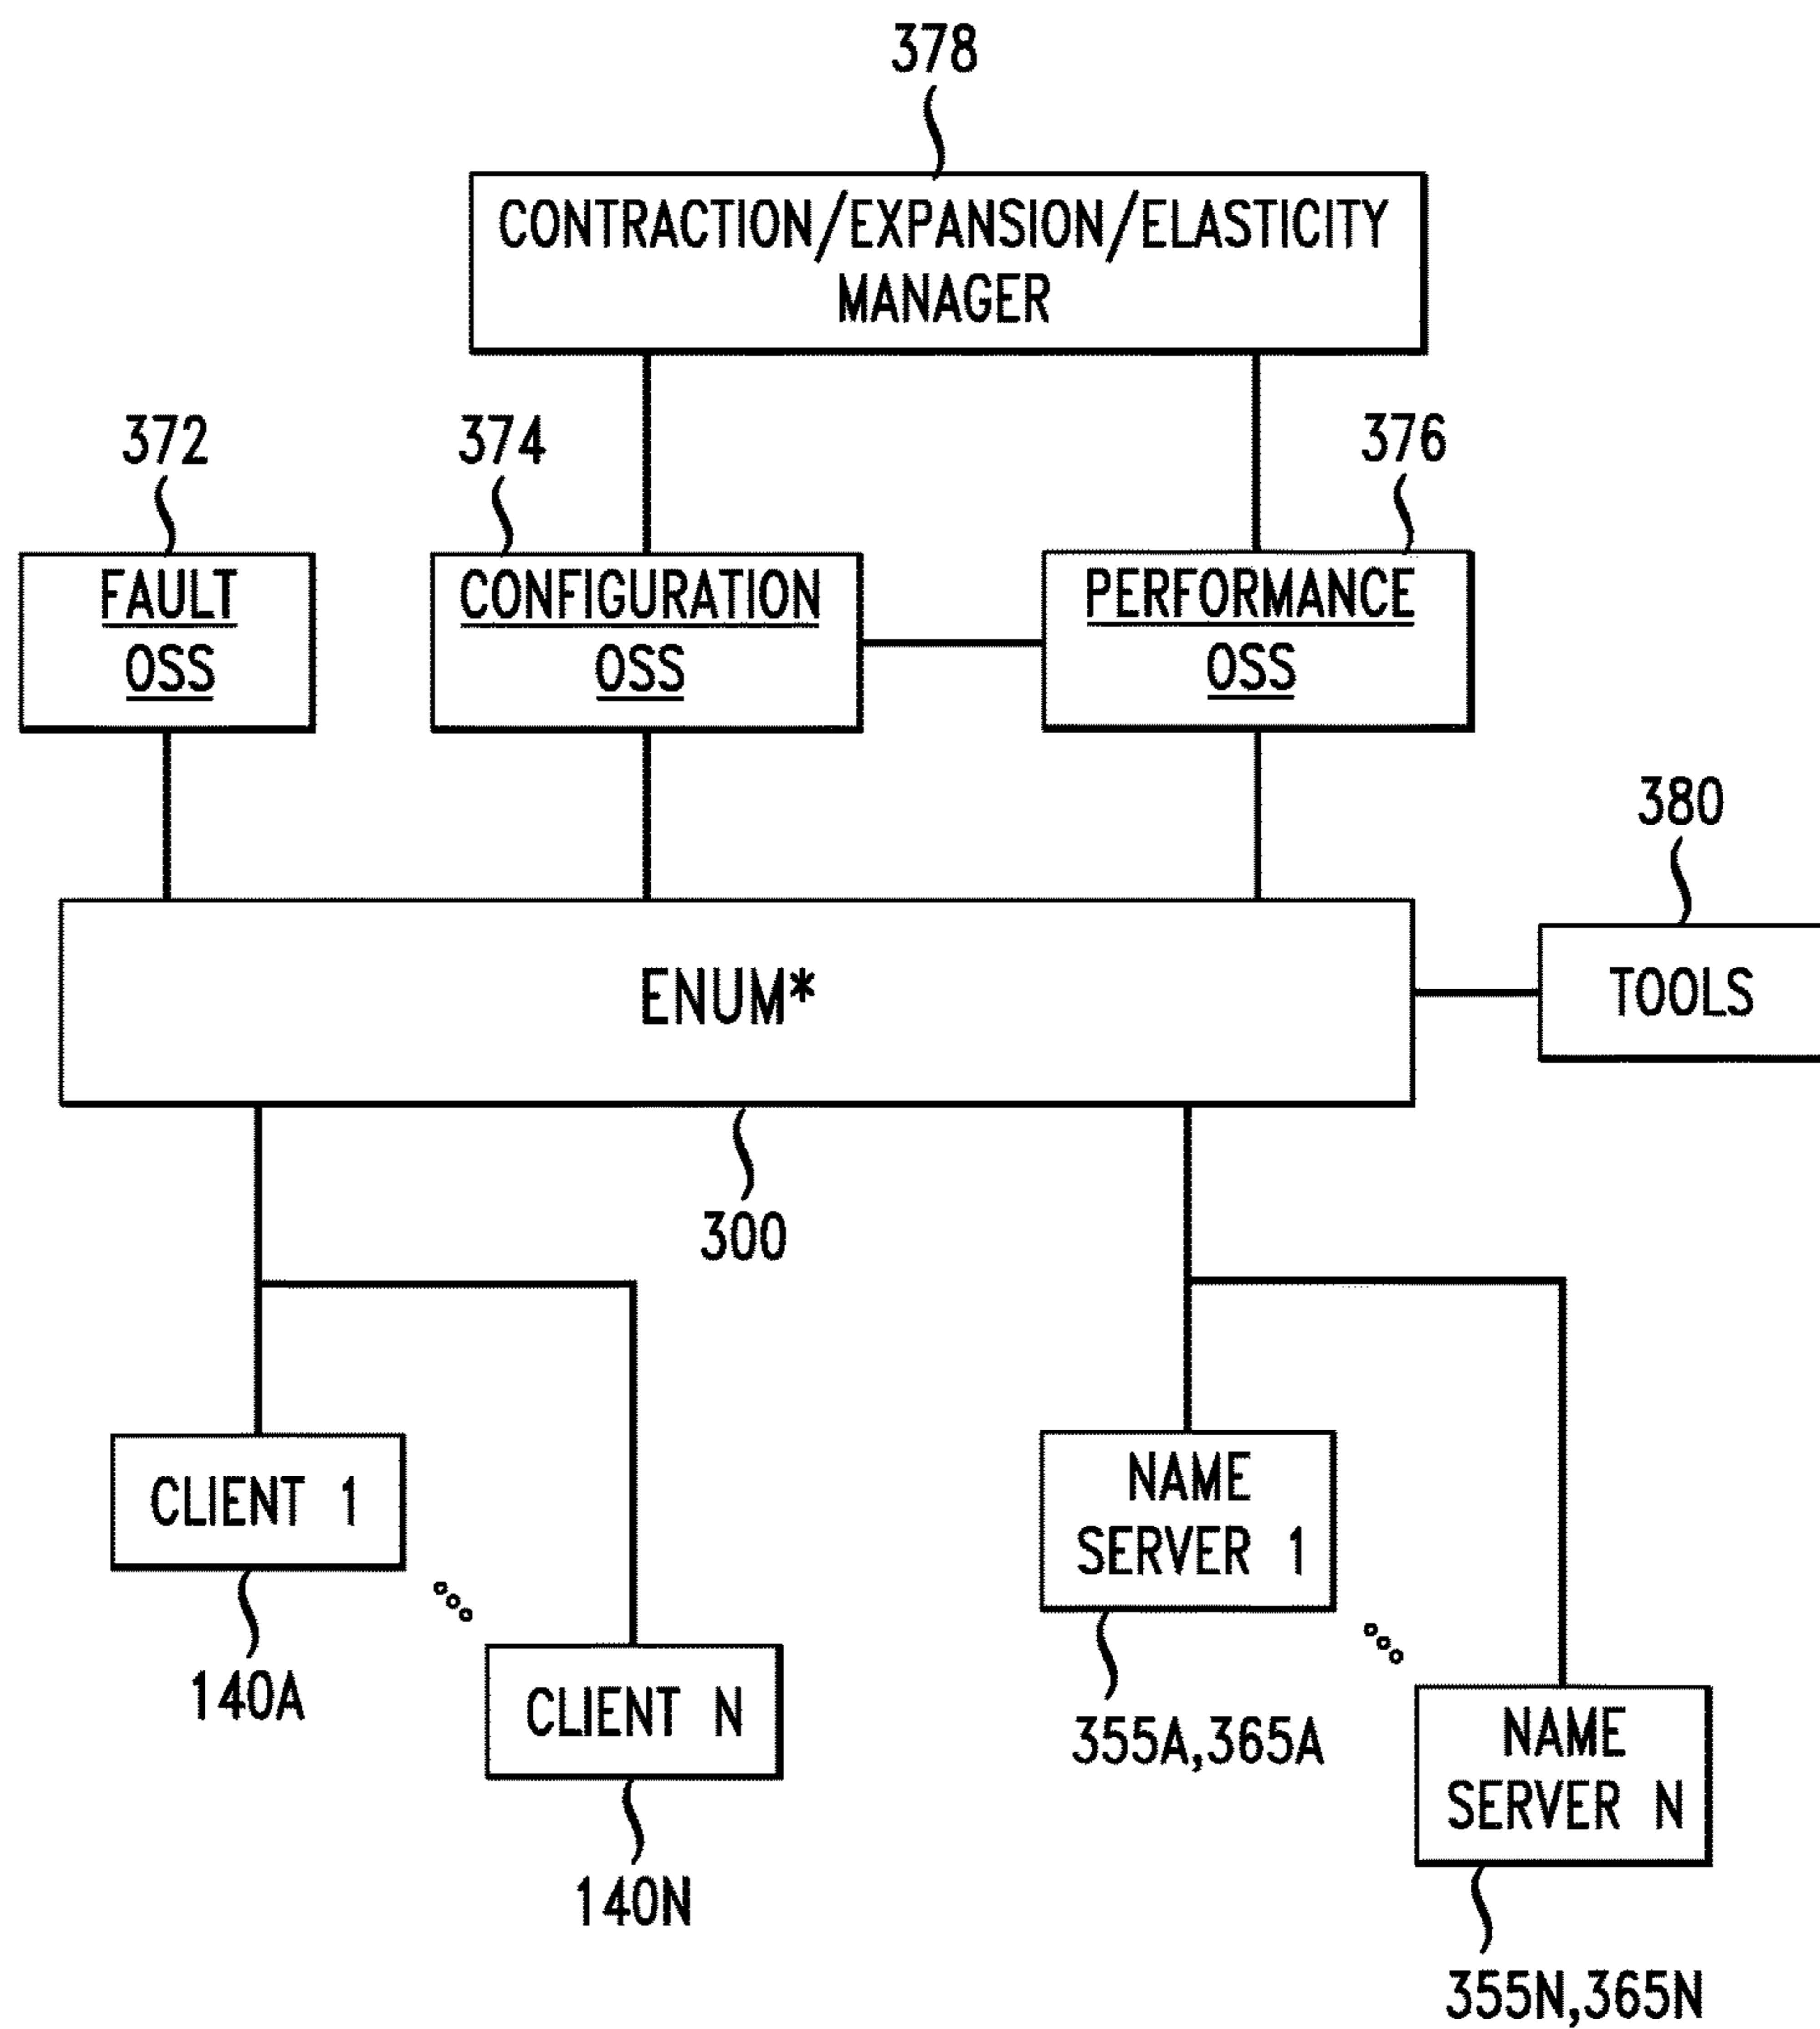 378
CONTRACTION/EXPANSION/ELASTICITY
MANAGER
372
374
376
FAULT
OSS
CONFIGURATION
OSS
PERFORMANCE
OSS
380
ENUM*
TOOLS
300
CLIENT 1
NAME
SERVER 1
140A
CLIENT N
355A,365A
NAME
SERVER N
140N
355N,365N